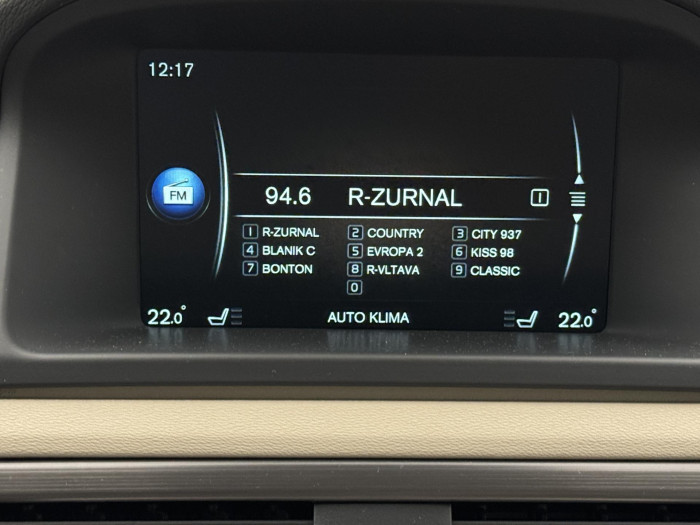 12:17
FM
94.6 R-ZURNAL 1
1 R-ZURNAL 2 COUNTRY 3 CITY 937
4 BLANIK C 5 EVROPA 2 6 KISS 98
7 BONTON 8 R-VLTAVA 9 CLASSIC
0
22.0° AUTO KLIMA 22.0°